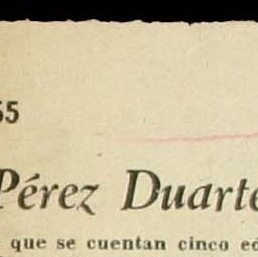 55
Pérez Duarte
que se cuentan cinco ed